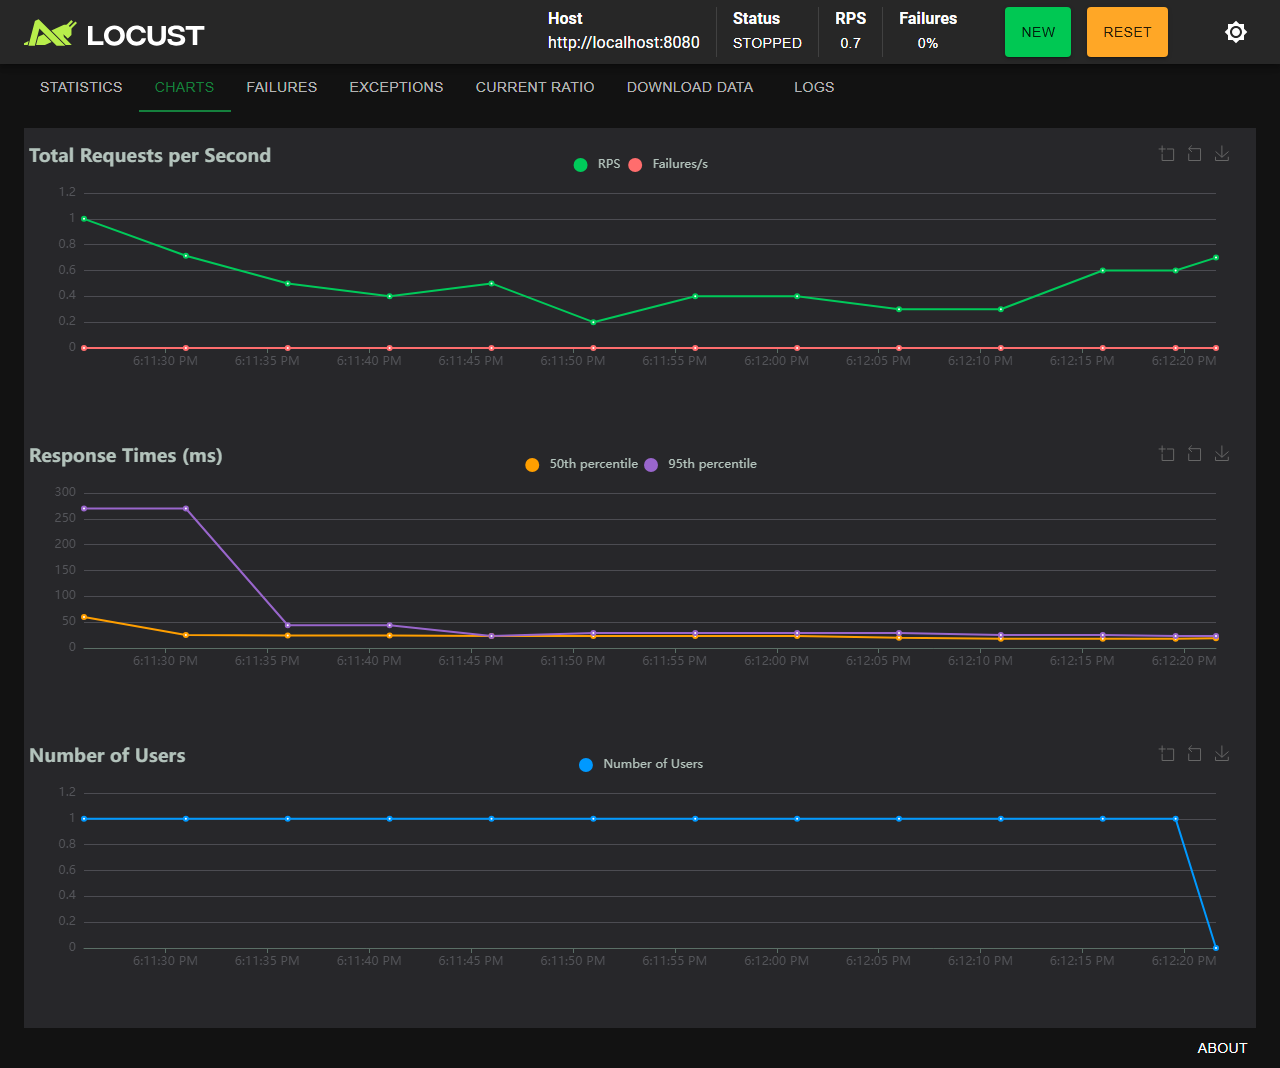 LOCUST
Host
http://localhost:8080
Status
STOPPED
RPS
0.7
Failures
0%
NEW
RESET
STATISTICS CHARTS FAILURES EXCEPTIONS CURRENT RATIO DOWNLOAD DATA LOGS
Total Requests per Second
RPS Failures/s
1.2
1
0.8
0.6
0.4
0.2
0
6:11:30 PM 6:11:35 PM 6:11:40 PM 6:11:45 PM 6:11:50 PM 6:11:55 PM 6:12:00 PM 6:12:05 PM 6:12:10 PM 6:12:15 PM 6:12:20 PM
Response Times (ms)
50th percentile 95th percentile
300
250
200
150
100
50
0
6:11:30 PM 6:11:35 PM 6:11:40 PM 6:11:45 PM 6:11:50 PM 6:11:55 PM 6:12:00 PM 6:12:05 PM 6:12:10 PM 6:12:15 PM 6:12:20 PM
Number of Users
Number of Users
1.2
1
0.8
0.6
0.4
0.2
0
6:11:30 PM 6:11:35 PM 6:11:40 PM 6:11:45 PM 6:11:50 PM 6:11:55 PM 6:12:00 PM 6:12:05 PM 6:12:10 PM 6:12:15 PM 6:12:20 PM
ABOUT